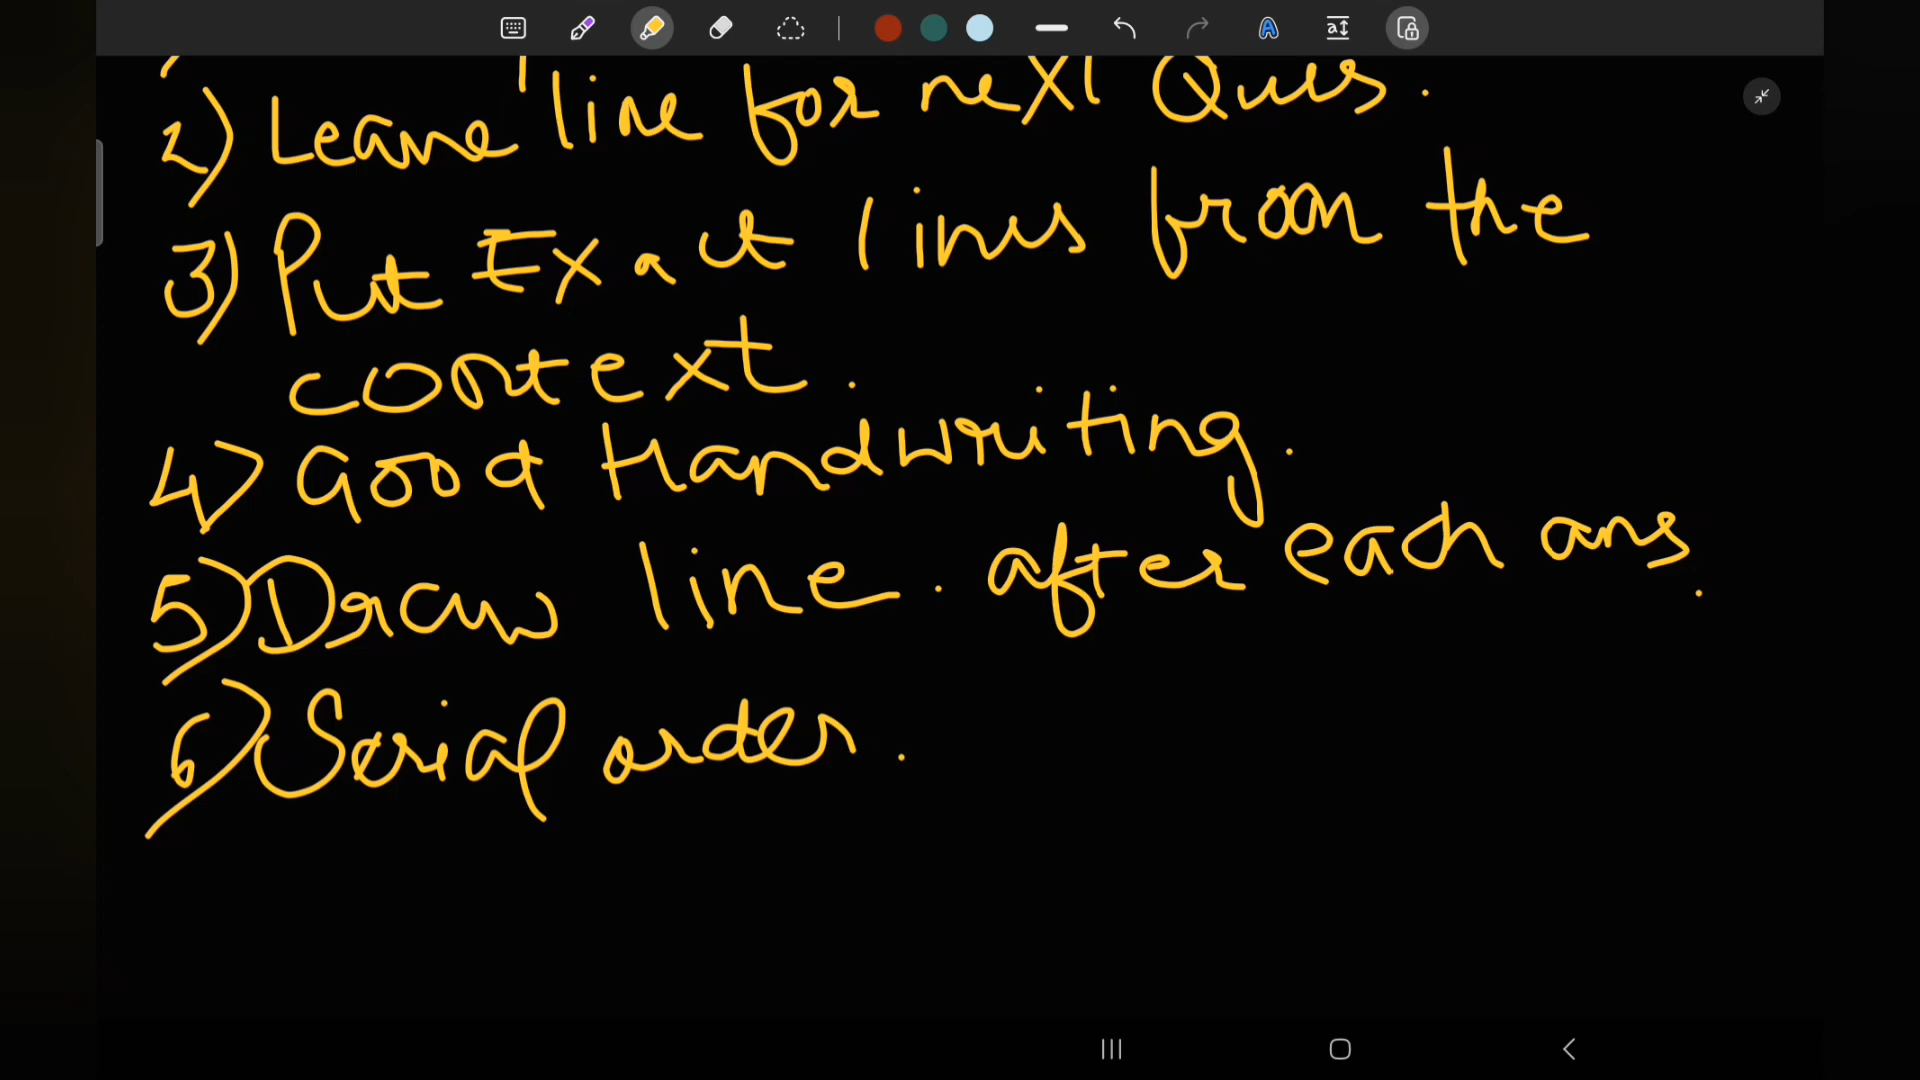 2) Leave line for next Ques.
3) Put Exact lines from the
context.
4) Good Handwriting.
5) Draw line. after each ans.
6) Serial order.